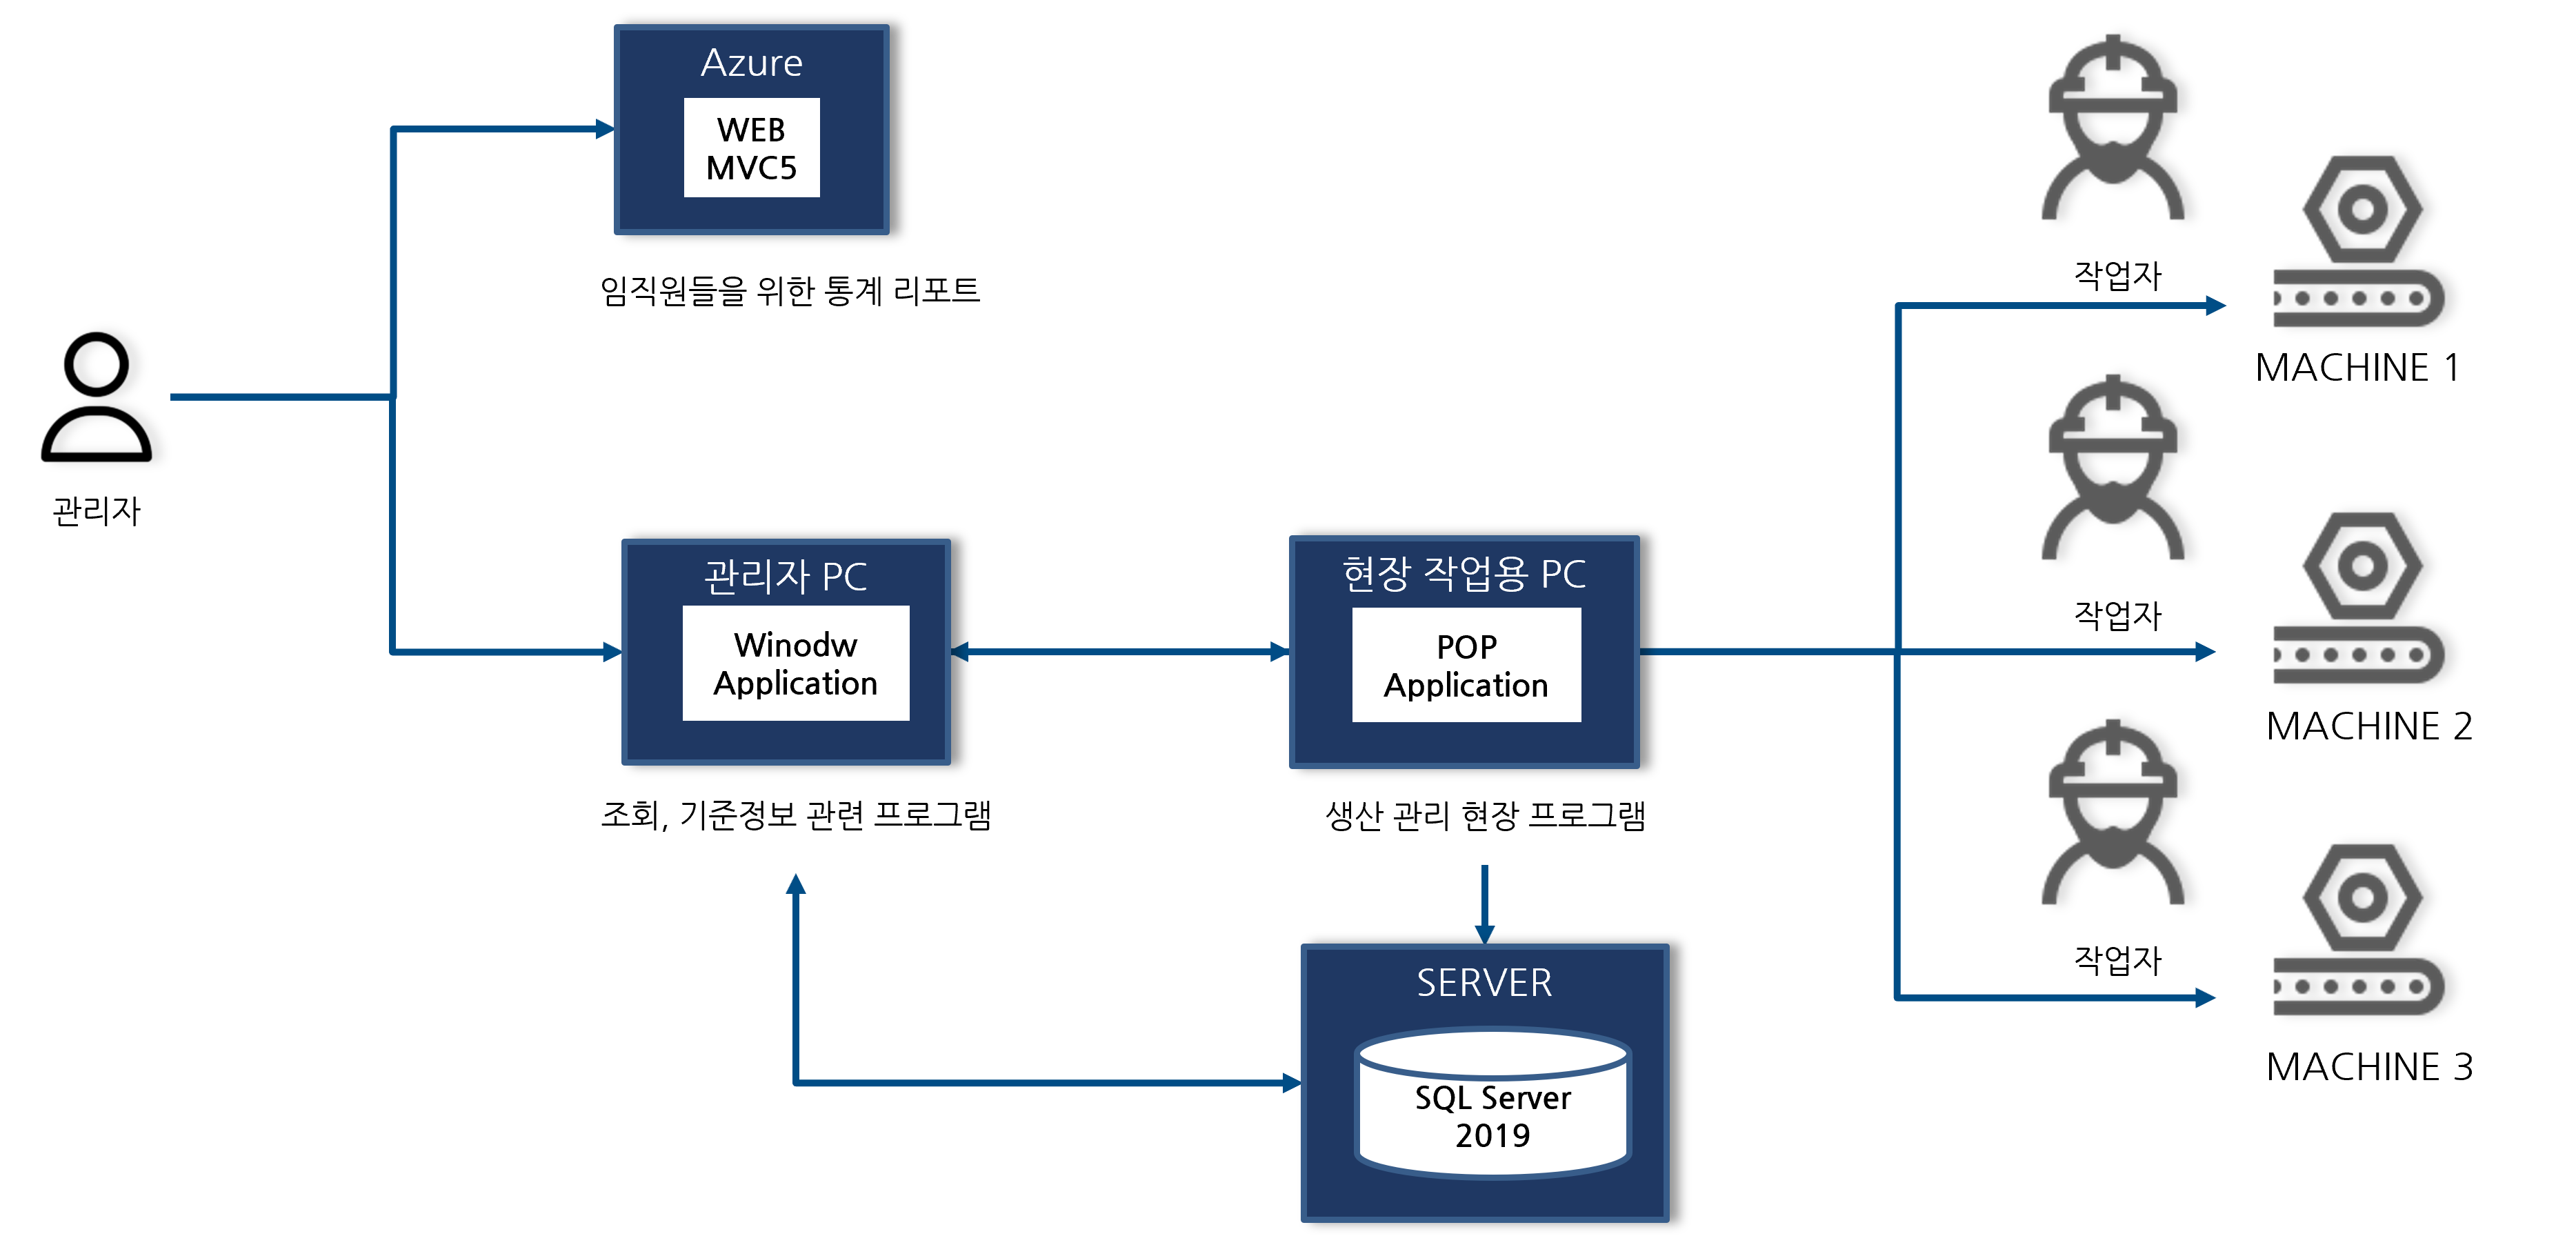 Azure
WEB
MVC5
임직원들을 위한 통계 리포트
관리자
관리자 PC
Winodw
Application
조회, 기준정보 관련 프로그램
현장 작업용 PC
POP
Application
생산 관리 현장 프로그램
SERVER
SQL Server
2019
작업자
MACHINE 1
작업자
MACHINE 2
작업자
MACHINE 3